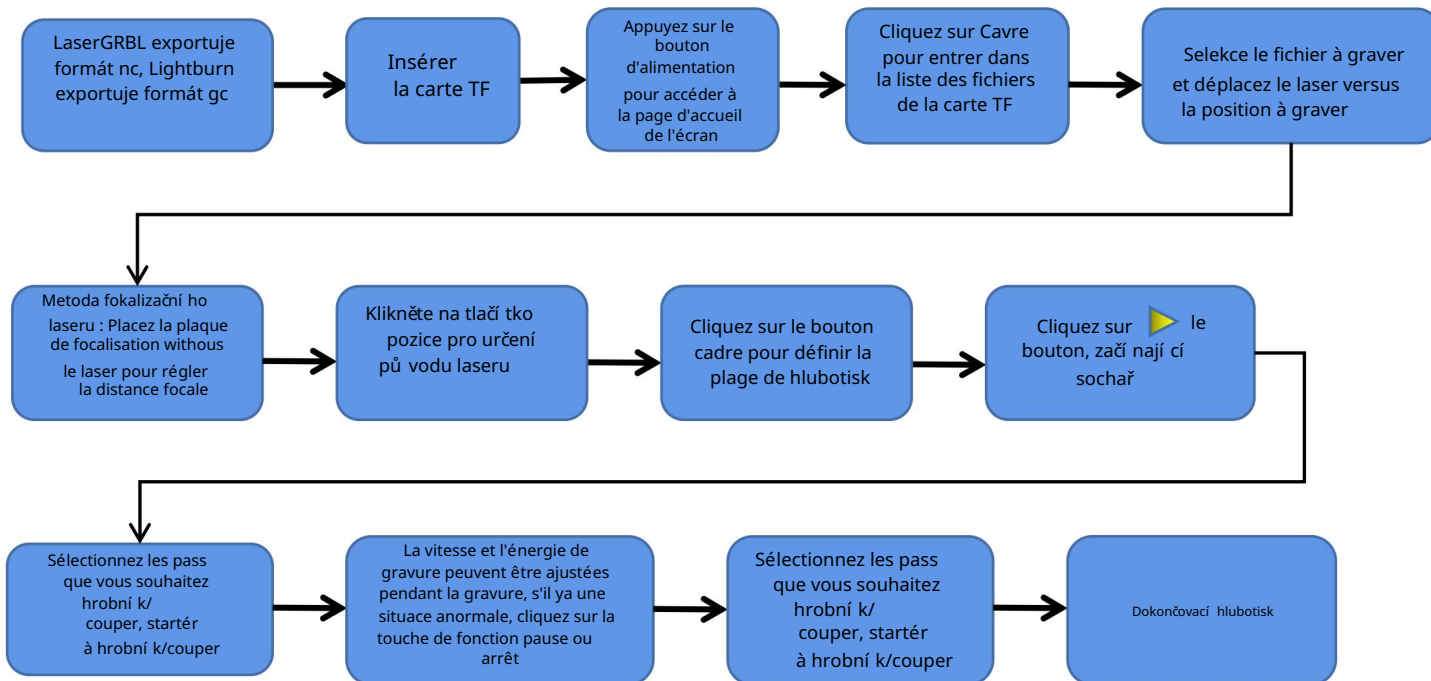 LaserGRBL exportuje
formát nc, Lightburn
exportuje formát gc
Insérer
la carte TF
Appuyez sur le
bouton
d'alimentation
pour accéder à
la page d'accueil
de l'écran
Cliquez sur Cavre
pour entrer dans
la liste des fichiers
de la carte TF
Selekce le fichier à graver
et déplacez le laser versus
la position à graver
Metoda fokalizační ho
laseru : Placez la plaque
de focalisation withous
le laser pour régler
la distance focale
Klikněte na tlačí tko
pozice pro určení
pů vodu laseru
Cliquez sur le bouton
cadre pour définir la
plage de hlubotisk
Cliquez sur le
bouton, začí nají cí
sochař
Sélectionnez les pass
que vous souhaitez
hrobní k/
couper, startér
à hrobní k/couper
La vitesse et l'énergie de
gravure peuvent être ajustées
pendant la gravure, s'il ya une
situace anormale, cliquez sur la
touche de fonction pause ou
arrêt
Sélectionnez les pass
que vous souhaitez
hrobní k/
couper, startér
à hrobní k/couper
Dokončovací hlubotisk